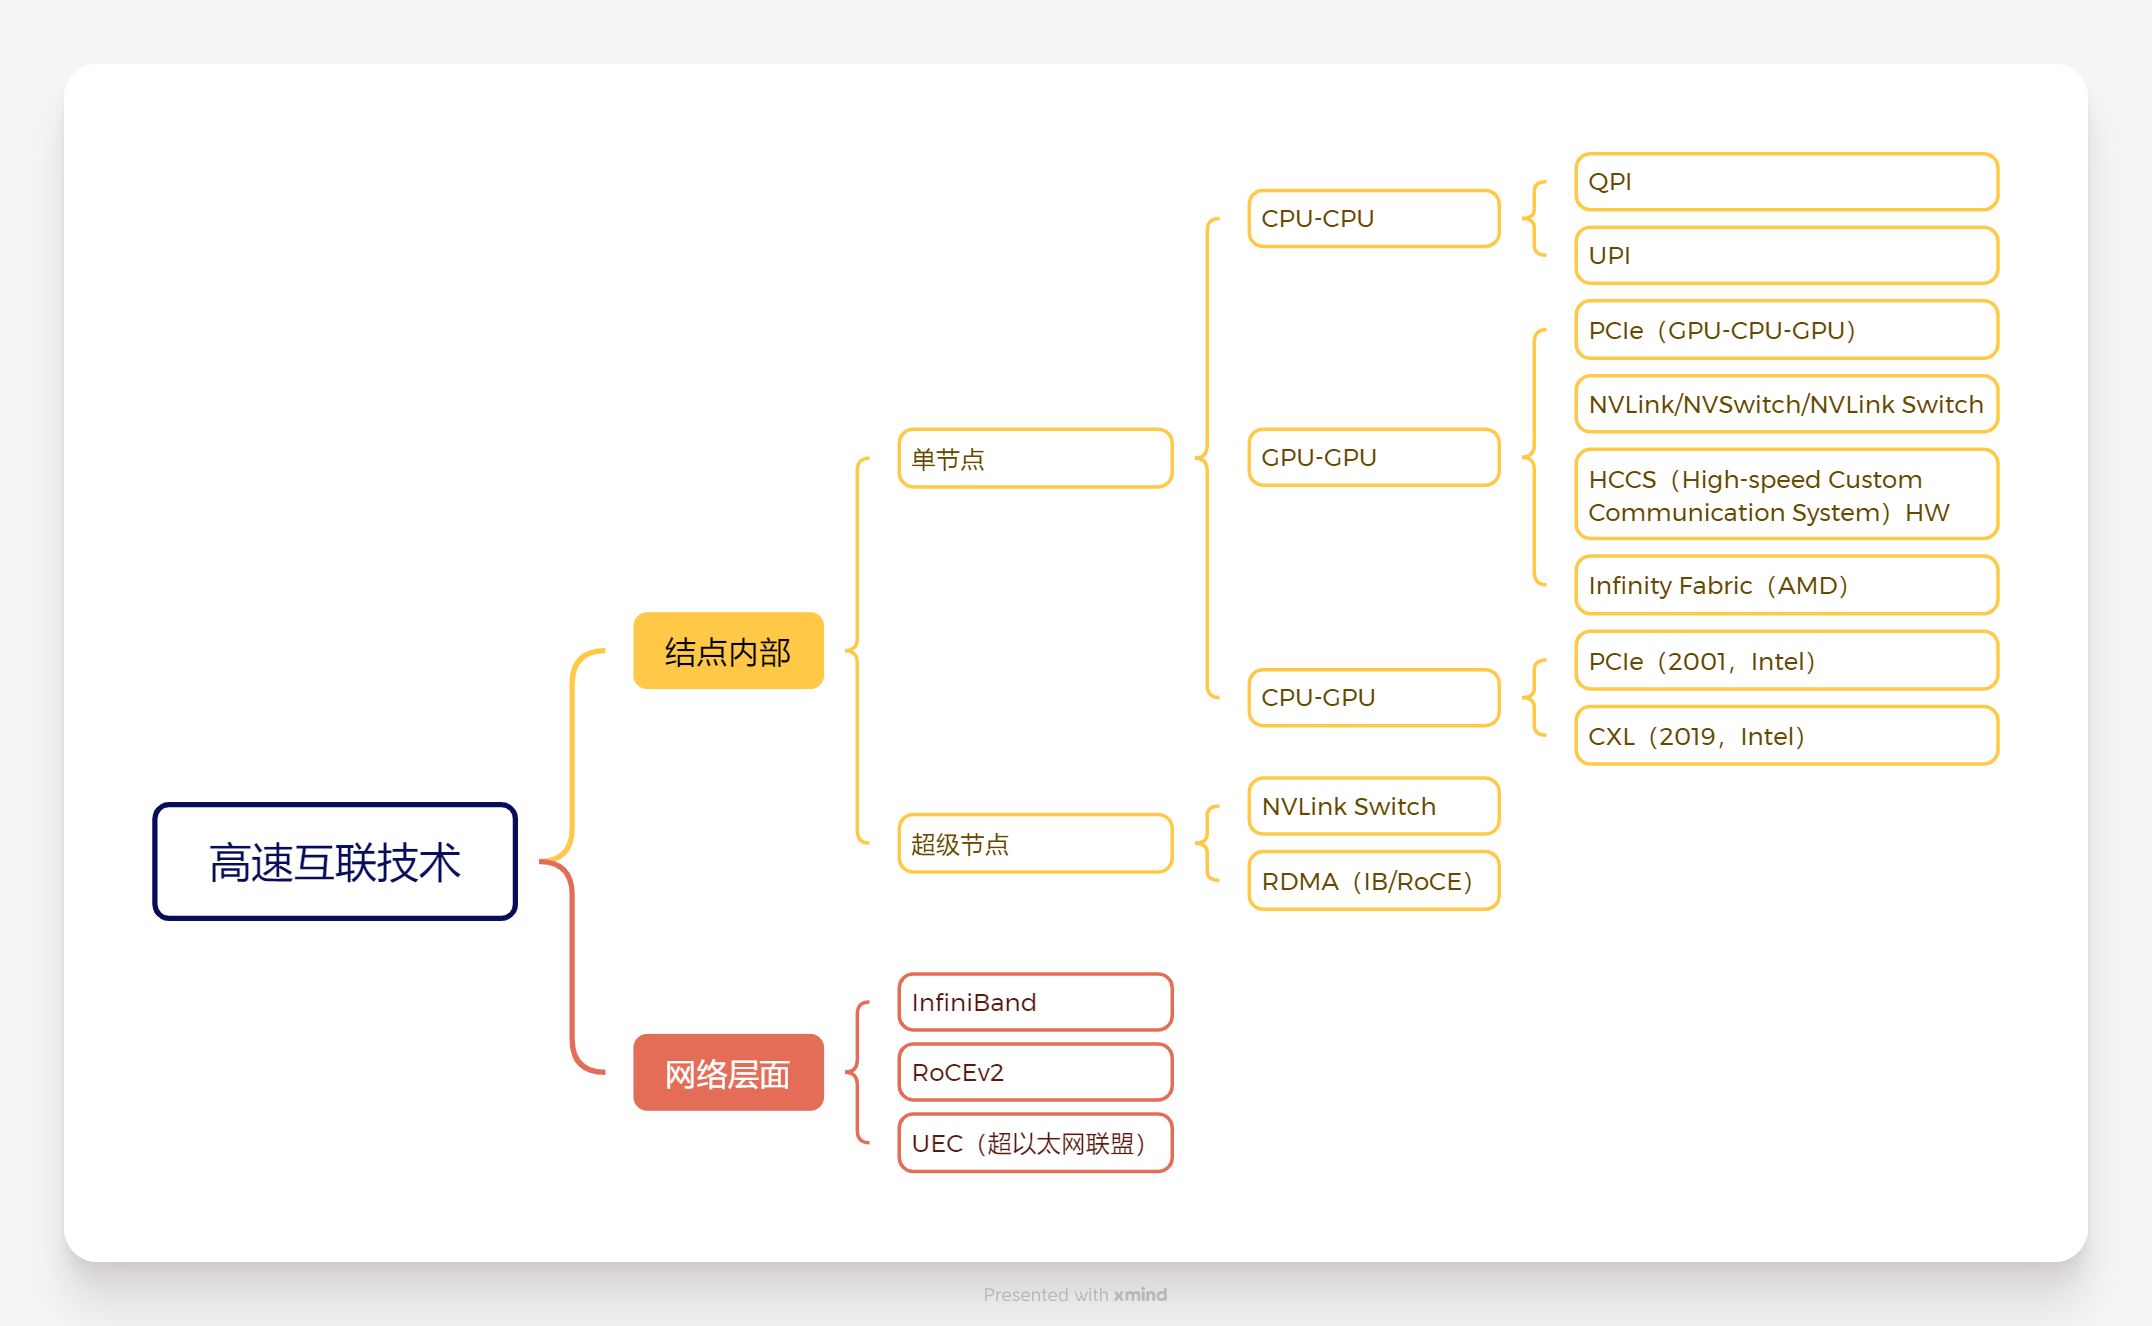 高速互联技术
结点内部
单节点
CPU-CPU
QPI
UPI
GPU-GPU
PCIe（GPU-CPU-GPU）
NVLink/NVSwitch/NVLink Switch
HCCS（High-speed Custom
Communication System）HW
Infinity Fabric（AMD）
CPU-GPU
PCIe（2001，Intel）
CXL（2019，Intel）
超级节点
NVLink Switch
RDMA（IB/RoCE）
网络层面
InfiniBand
RoCEv2
UEC（超以太网联盟）
Presented with xmind